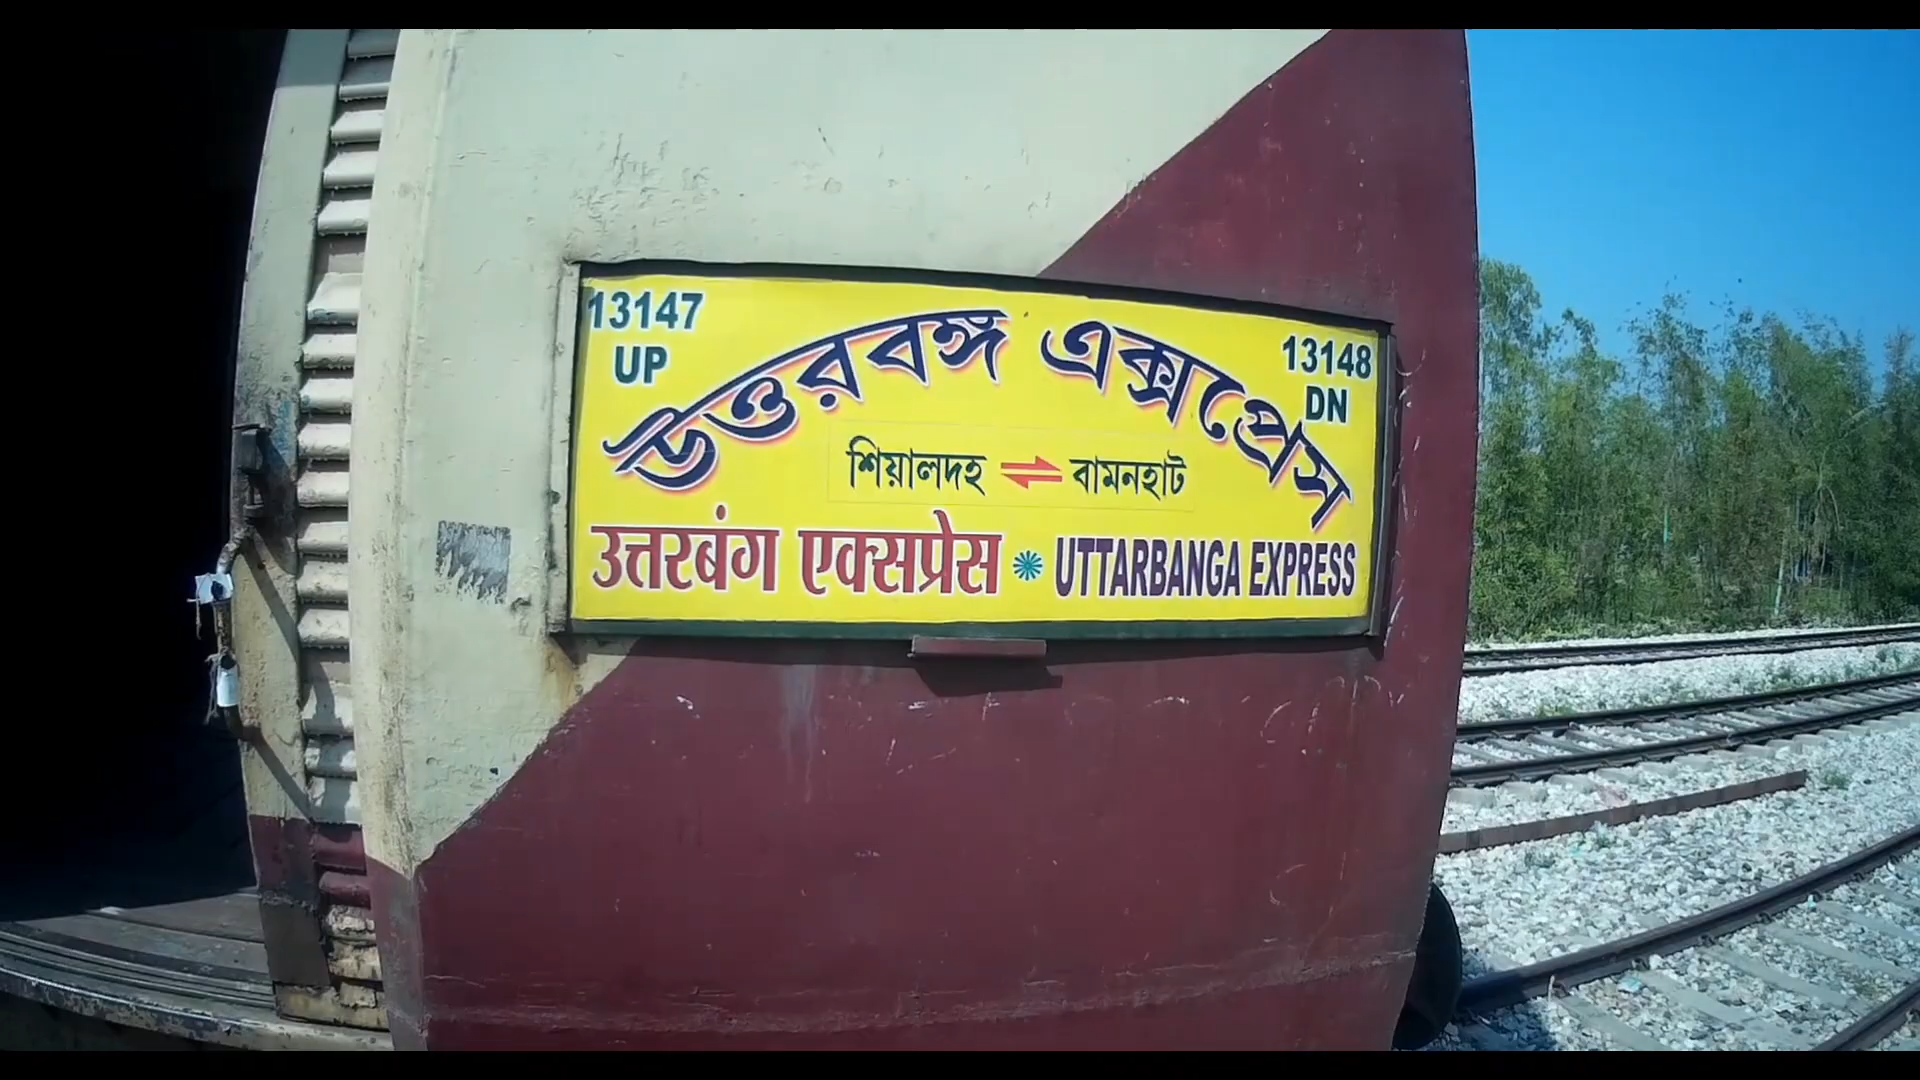 13147
UP
উত্তরবঙ্গ এক্সপ্রেস
13148
DN
শিয়ালদহ ⇌ বামনহাট
उत्तरबंग एक्सप्रेस * UTTARBANGA EXPRESS